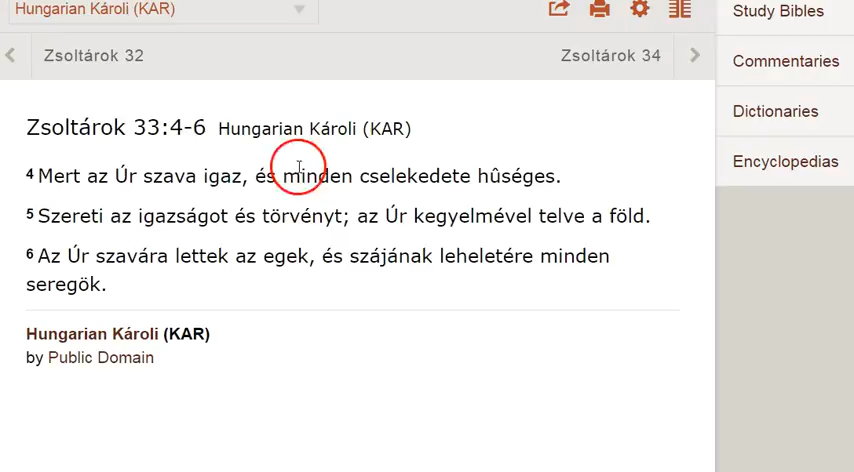 Hungarian Károli (KAR)
Study Bibles
Zsoltárok 32
Zsoltárok 34
Commentaries
Dictionaries
Encyclopedias
Zsoltárok 33:4-6 Hungarian Károli (KAR)
4 Mert az Úr szava igaz, és minden cselekedete hûséges.
5 Szereti az igazságot és törvényt; az Úr kegyelmével telve a föld.
6 Az Úr szavára lettek az egek, és szájának leheletére minden
seregök.
Hungarian Károli (KAR)
by Public Domain